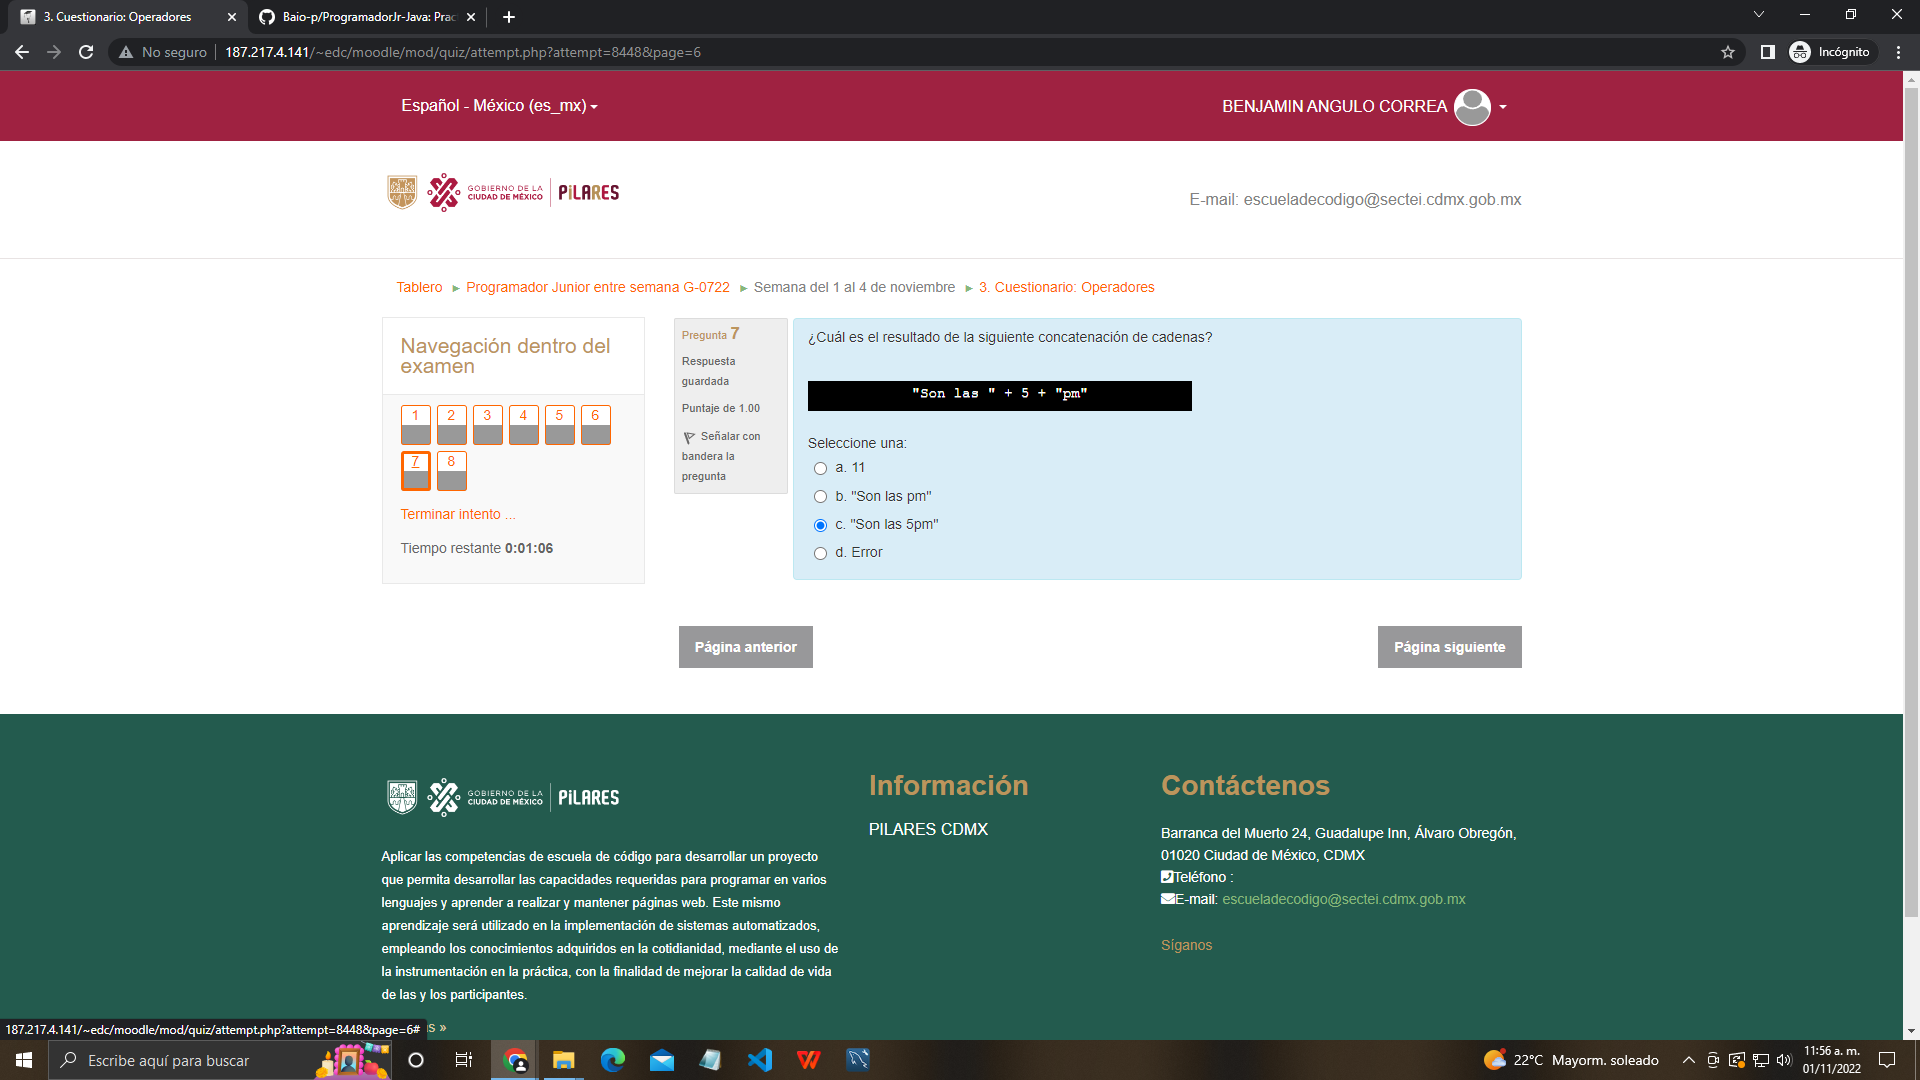 3. Cuestionario: Operadores
Baio-p/ProgramadorJr-Java: Prac
No seguro
187.217.4.141/~edc/moodle/mod/quiz/attempt.php?attempt=8448&page=6
Incógnito
Español - México (es_mx)
BENJAMIN ANGULO CORREA
GOBIERNO DE LA
CIUDAD DE MÉXICO
PILARES
E-mail: escueladecodigo@sectei.cdmx.gob.mx
Tablero ► Programador Junior entre semana G-0722 ► Semana del 1 al 4 de noviembre ► 3. Cuestionario: Operadores
Navegación dentro del
examen
1 2 3 4 5 6
7 8
Terminar intento ...
Tiempo restante 0:01:06
Pregunta 7
Respuesta
guardada
Puntaje de 1.00
Señalar con
bandera la
pregunta
¿Cuál es el resultado de la siguiente concatenación de cadenas?
"Son las " + 5 + "pm"
Seleccione una:
a. 11
b. "Son las pm"
c. "Son las 5pm"
d. Error
Página anterior
Página siguiente
GOBIERNO DE LA
CIUDAD DE MÉXICO
PILARES
Aplicar las competencias de escuela de código para desarrollar un proyecto
que permita desarrollar las capacidades requeridas para programar en varios
lenguajes y aprender a realizar y mantener páginas web. Este mismo
aprendizaje será utilizado en la implementación de sistemas automatizados,
empleando los conocimientos adquiridos en la cotidianidad, mediante el uso de
la instrumentación en la práctica, con la finalidad de mejorar la calidad de vida
de las y los participantes.
s »
Información
PILARES CDMX
Contáctenos
Barranca del Muerto 24, Guadalupe Inn, Álvaro Obregón,
01020 Ciudad de México, CDMX
Teléfono :
E-mail: escueladecodigo@sectei.cdmx.gob.mx
Síganos
187.217.4.141/~edc/moodle/mod/quiz/attempt.php?attempt=8448&page=6#
Escribe aquí para buscar
22°C Mayorm. soleado
11:56 a. m.
01/11/2022